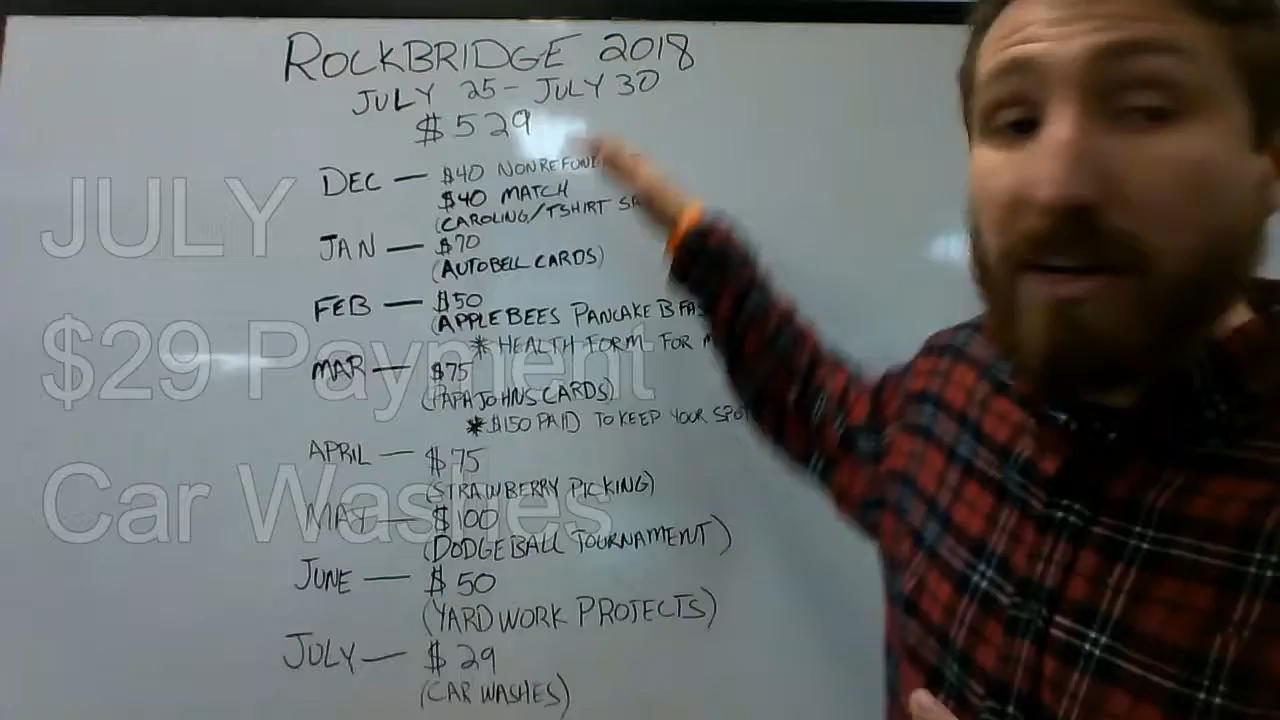 ROCKBRIDGE 2018
JULY 25 - JULY 30
$529
DEC — $40
$40 MATCH
(CAROLING/TSHIRT
JAN — $70
(AUTOBELL CARDS)
FEB — $50
(APPLEBEES PANCAKE
* HEALTH FORM FOR
MAR — $75
(PAPA JOHNS CARDS)
*$150 PAID TO KEEP YOUR SPOT
APRIL — $75
(STRAWBERRY PICKING)
MAY — $100
(DODGEBALL TOURNAMENT)
JUNE — $50
(YARDWORK PROJECTS)
JULY — $29
(CAR WASHES)
JULY
$29 Payment
Car Washes